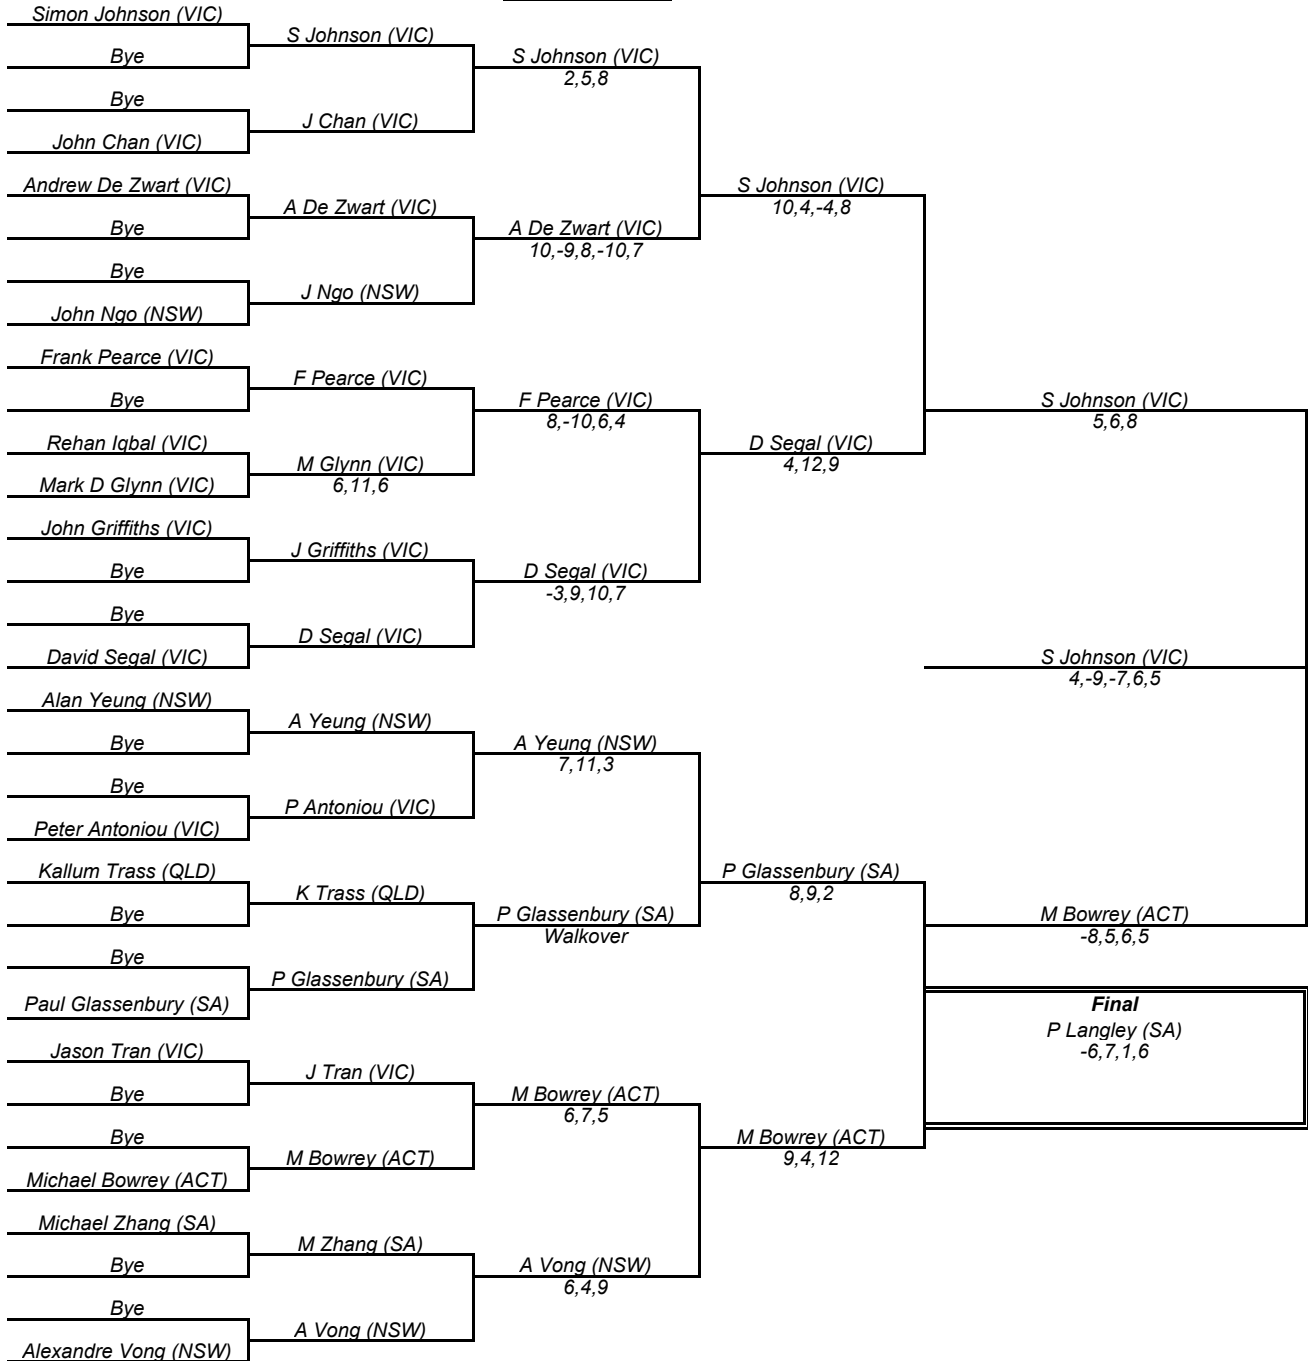 Simon Johnson (VIC)
S Johnson (VIC)
Bye
S Johnson (VIC)
2,5,8
Bye
J Chan (VIC)
John Chan (VIC)
Andrew De Zwart (VIC)
S Johnson (VIC)
10,4,-4,8
A De Zwart (VIC)
Bye
A De Zwart (VIC)
10,-9,8,-10,7
Bye
J Ngo (NSW)
John Ngo (NSW)
Frank Pearce (VIC)
F Pearce (VIC)
Bye
F Pearce (VIC)
8,-10,6,4
S Johnson (VIC)
5,6,8
Rehan Iqbal (VIC)
D Segal (VIC)
4,12,9
M Glynn (VIC)
6,11,6
Mark D Glynn (VIC)
John Griffiths (VIC)
J Griffiths (VIC)
Bye
D Segal (VIC)
-3,9,10,7
Bye
D Segal (VIC)
David Segal (VIC)
S Johnson (VIC)
4,-9,-7,6,5
Alan Yeung (NSW)
A Yeung (NSW)
Bye
A Yeung (NSW)
7,11,3
Bye
P Antoniou (VIC)
Peter Antoniou (VIC)
Kallum Trass (QLD)
P Glassenbury (SA)
8,9,2
K Trass (QLD)
Bye
P Glassenbury (SA)
Walkover
M Bowrey (ACT)
-8,5,6,5
Bye
P Glassenbury (SA)
Paul Glassenbury (SA)
Final
P Langley (SA)
-6,7,1,6
Jason Tran (VIC)
J Tran (VIC)
Bye
M Bowrey (ACT)
6,7,5
Bye
M Bowrey (ACT)
9,4,12
M Bowrey (ACT)
Michael Bowrey (ACT)
Michael Zhang (SA)
M Zhang (SA)
Bye
A Vong (NSW)
6,4,9
Bye
A Vong (NSW)
Alexandre Vong (NSW)